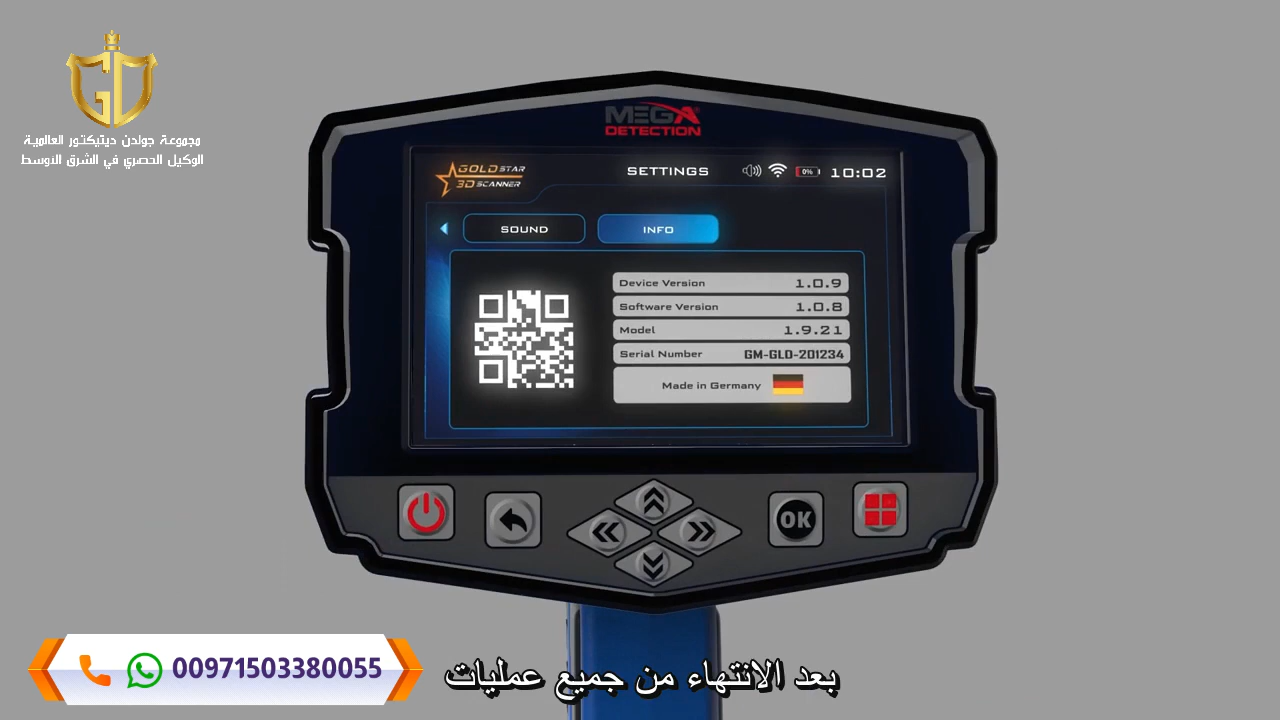 مجموعة جولدن ديتيكتور العالمية
الوكيل الحصري في الشرق الاوسط
MEGA
DETECTION
GOLD STAR
3D SCANNER
SETTINGS
0%
10:02
SOUND
INFO
Device Version 1.0.9
Software Version 1.0.8
Model 1.9.21
Serial Number GM-GLD-201234
Made in Germany
OK
00971503380055
بعد الانتهاء من جميع عمليات